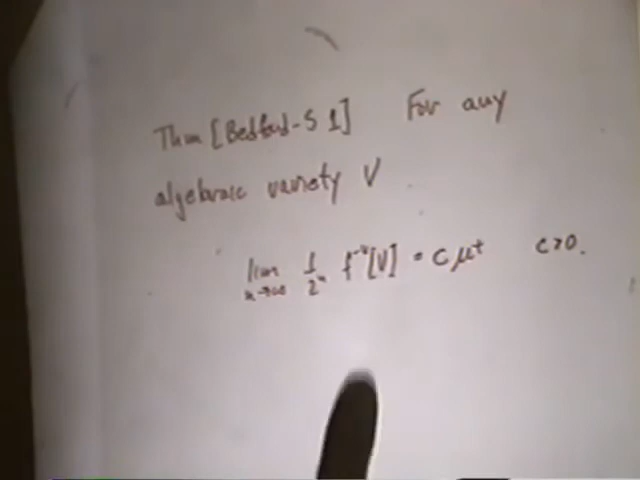 Thm [Bedford-S 1] For any
algebraic variety V
lim n→∞ 1/2ⁿ f⁻ⁿ[V] = c μ⁺ c>0.